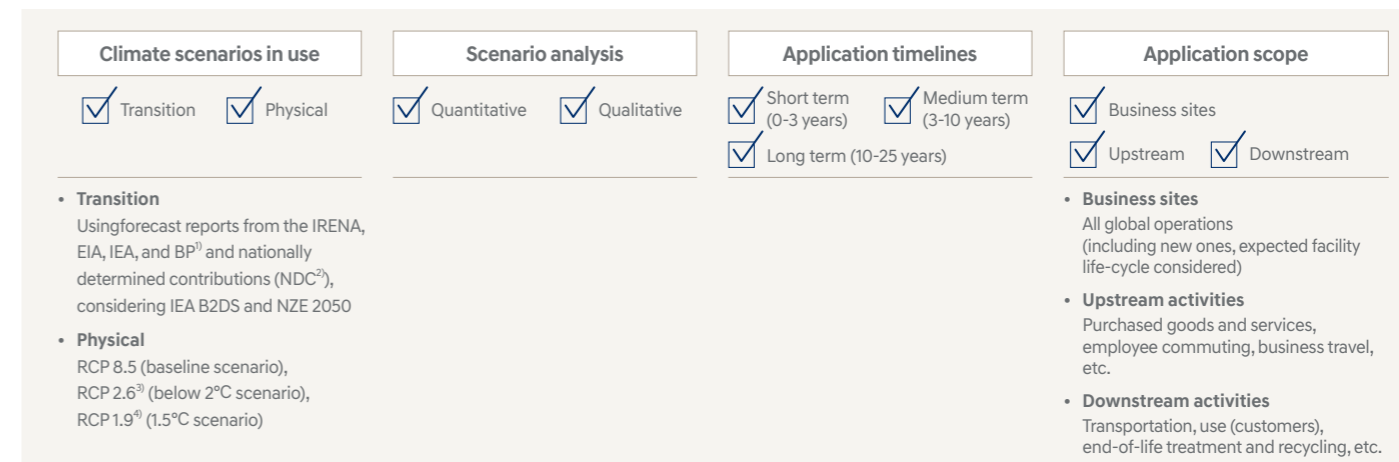 Climate scenarios in use
Transition Physical
• Transition
Usingforecast reports from the IRENA,
EIA, IEA, and BP1) and nationally
determined contributions (NDC2)),
considering IEA B2DS and NZE 2050
• Physical
RCP 8.5 (baseline scenario),
RCP 2.63) (below 2°C scenario),
RCP 1.94) (1.5°C scenario)
Scenario analysis
Quantitative Qualitative
Application timelines
Short term
(0-3 years)
Medium term
(3-10 years)
Long term (10-25 years)
Application scope
Business sites
Upstream Downstream
• Business sites
All global operations
(including new ones, expected facility
life-cycle considered)
• Upstream activities
Purchased goods and services,
employee commuting, business travel,
etc.
• Downstream activities
Transportation, use (customers),
end-of-life treatment and recycling, etc.